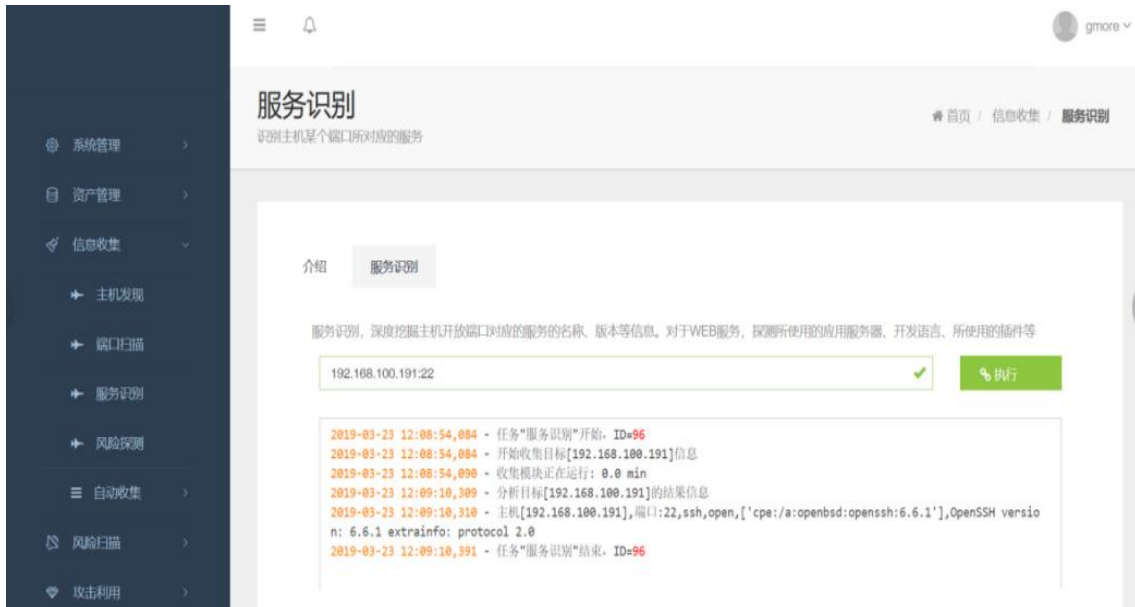 gmore
服务识别
识别主机某个端口所对应的服务
首页 / 信息收集 / 服务识别
系统管理
资产管理
信息收集
主机发现
端口扫描
服务识别
风险探测
自动收集
风险扫描
攻击利用
介绍
服务识别
服务识别，深度挖掘主机开放端口对应的服务的名称、版本等信息。对于WEB服务，探测所使用的应用服务器、开发语言、所使用的插件等
192.168.100.191:22
执行
2019-03-23 12:08:54,084 - 任务"服务识别"开始，ID=96
2019-03-23 12:08:54,084 - 开始收集目标[192.168.100.191]信息
2019-03-23 12:08:54,090 - 收集模块正在运行: 0.0 min
2019-03-23 12:09:10,309 - 分析目标[192.168.100.191]的结果信息
2019-03-23 12:09:10,310 - 主机[192.168.100.191],端口:22,ssh,open,['cpe:/a:openbsd:openssh:6.6.1'],OpenSSH versio
n: 6.6.1 extrainfo: protocol 2.0
2019-03-23 12:09:10,391 - 任务"服务识别"结束，ID=96